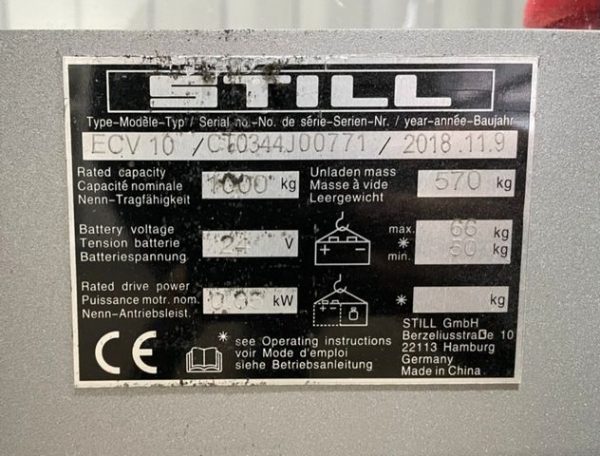 STILL
Type-Modèle-Typ / Serial no.-No. de série-Serien-Nr. / year-année-Baujahr
ECV 10 / CT0344J00771 / 2018.11.9
Rated capacity
Capacité nominale
Nenn-Tragfähigkeit
1000 kg
Unladen mass
Masse à vide
Leergewicht
570 kg
Battery voltage
Tension batterie
Batteriespannung
24 V
max. 66 kg
*
min. 60 kg
Rated drive power
Puissance motr. nom.
Nenn-Antriebsleist.
kW
* kg
CE
* see Operating instructions
voir Mode d'emploi
siehe Betriebsanleitung
STILL GmbH
Berzeliusstraße 10
22113 Hamburg
Germany
Made in China